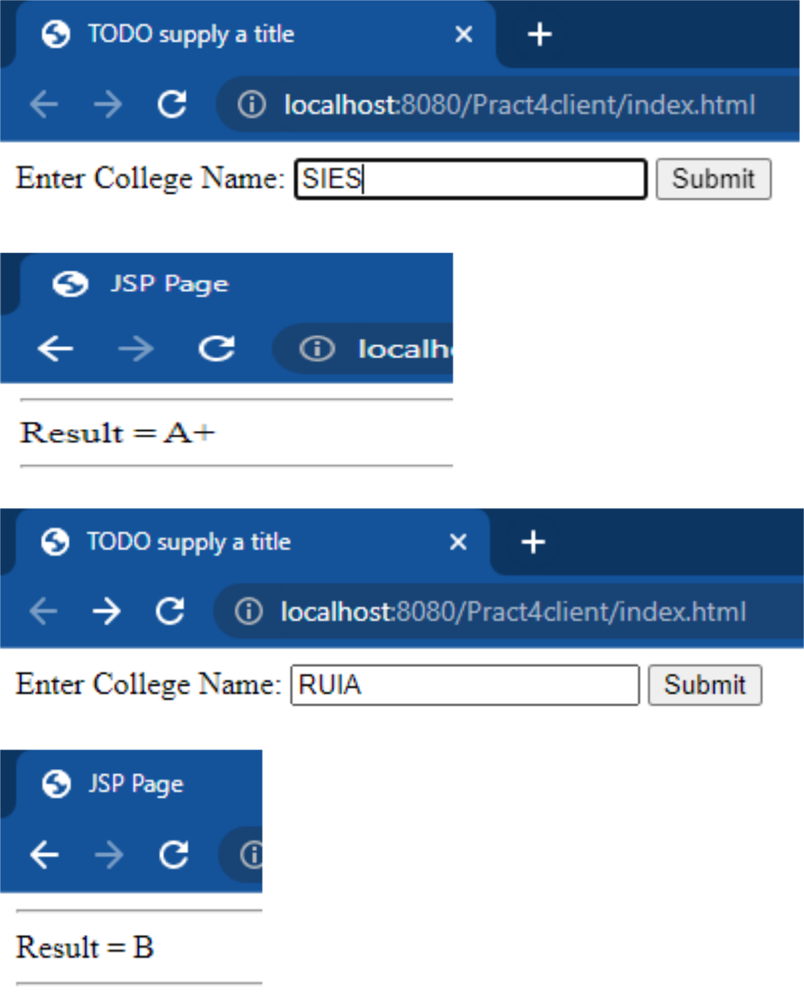 TODO supply a title
localhost:8080/Pract4client/index.html
Enter College Name: SIES Submit
JSP Page
localh
Result = A+
TODO supply a title
localhost:8080/Pract4client/index.html
Enter College Name: RUIA Submit
JSP Page
Result = B